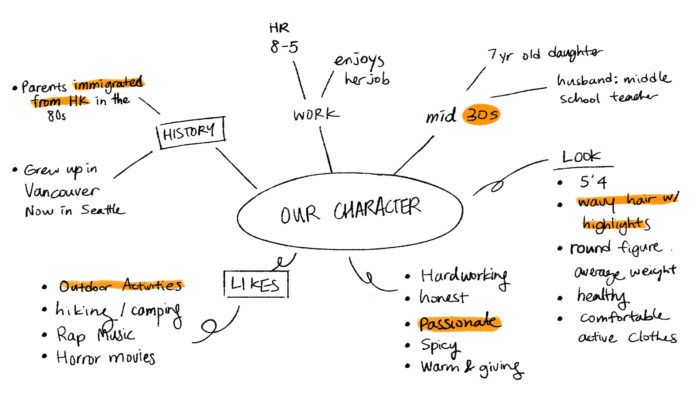 HR
8-5
enjoys
her job
WORK
7yr old daughter
husband: middle
school teacher
mid 30s
• Parents immigrated
from HK in the
80s
HISTORY
• Grew up in
Vancouver
Now in Seattle
OUR CHARACTER
LOOK
• 5'4
• wavy hair w/
highlights
• round figure.
average weight
• healthy
• comfortable
active clothes
LIKES
• Outdoor Activities
• hiking / camping
• Rap Music
• Horror movies
• Hardworking
• honest
• Passionate
• Spicy
• Warm & giving